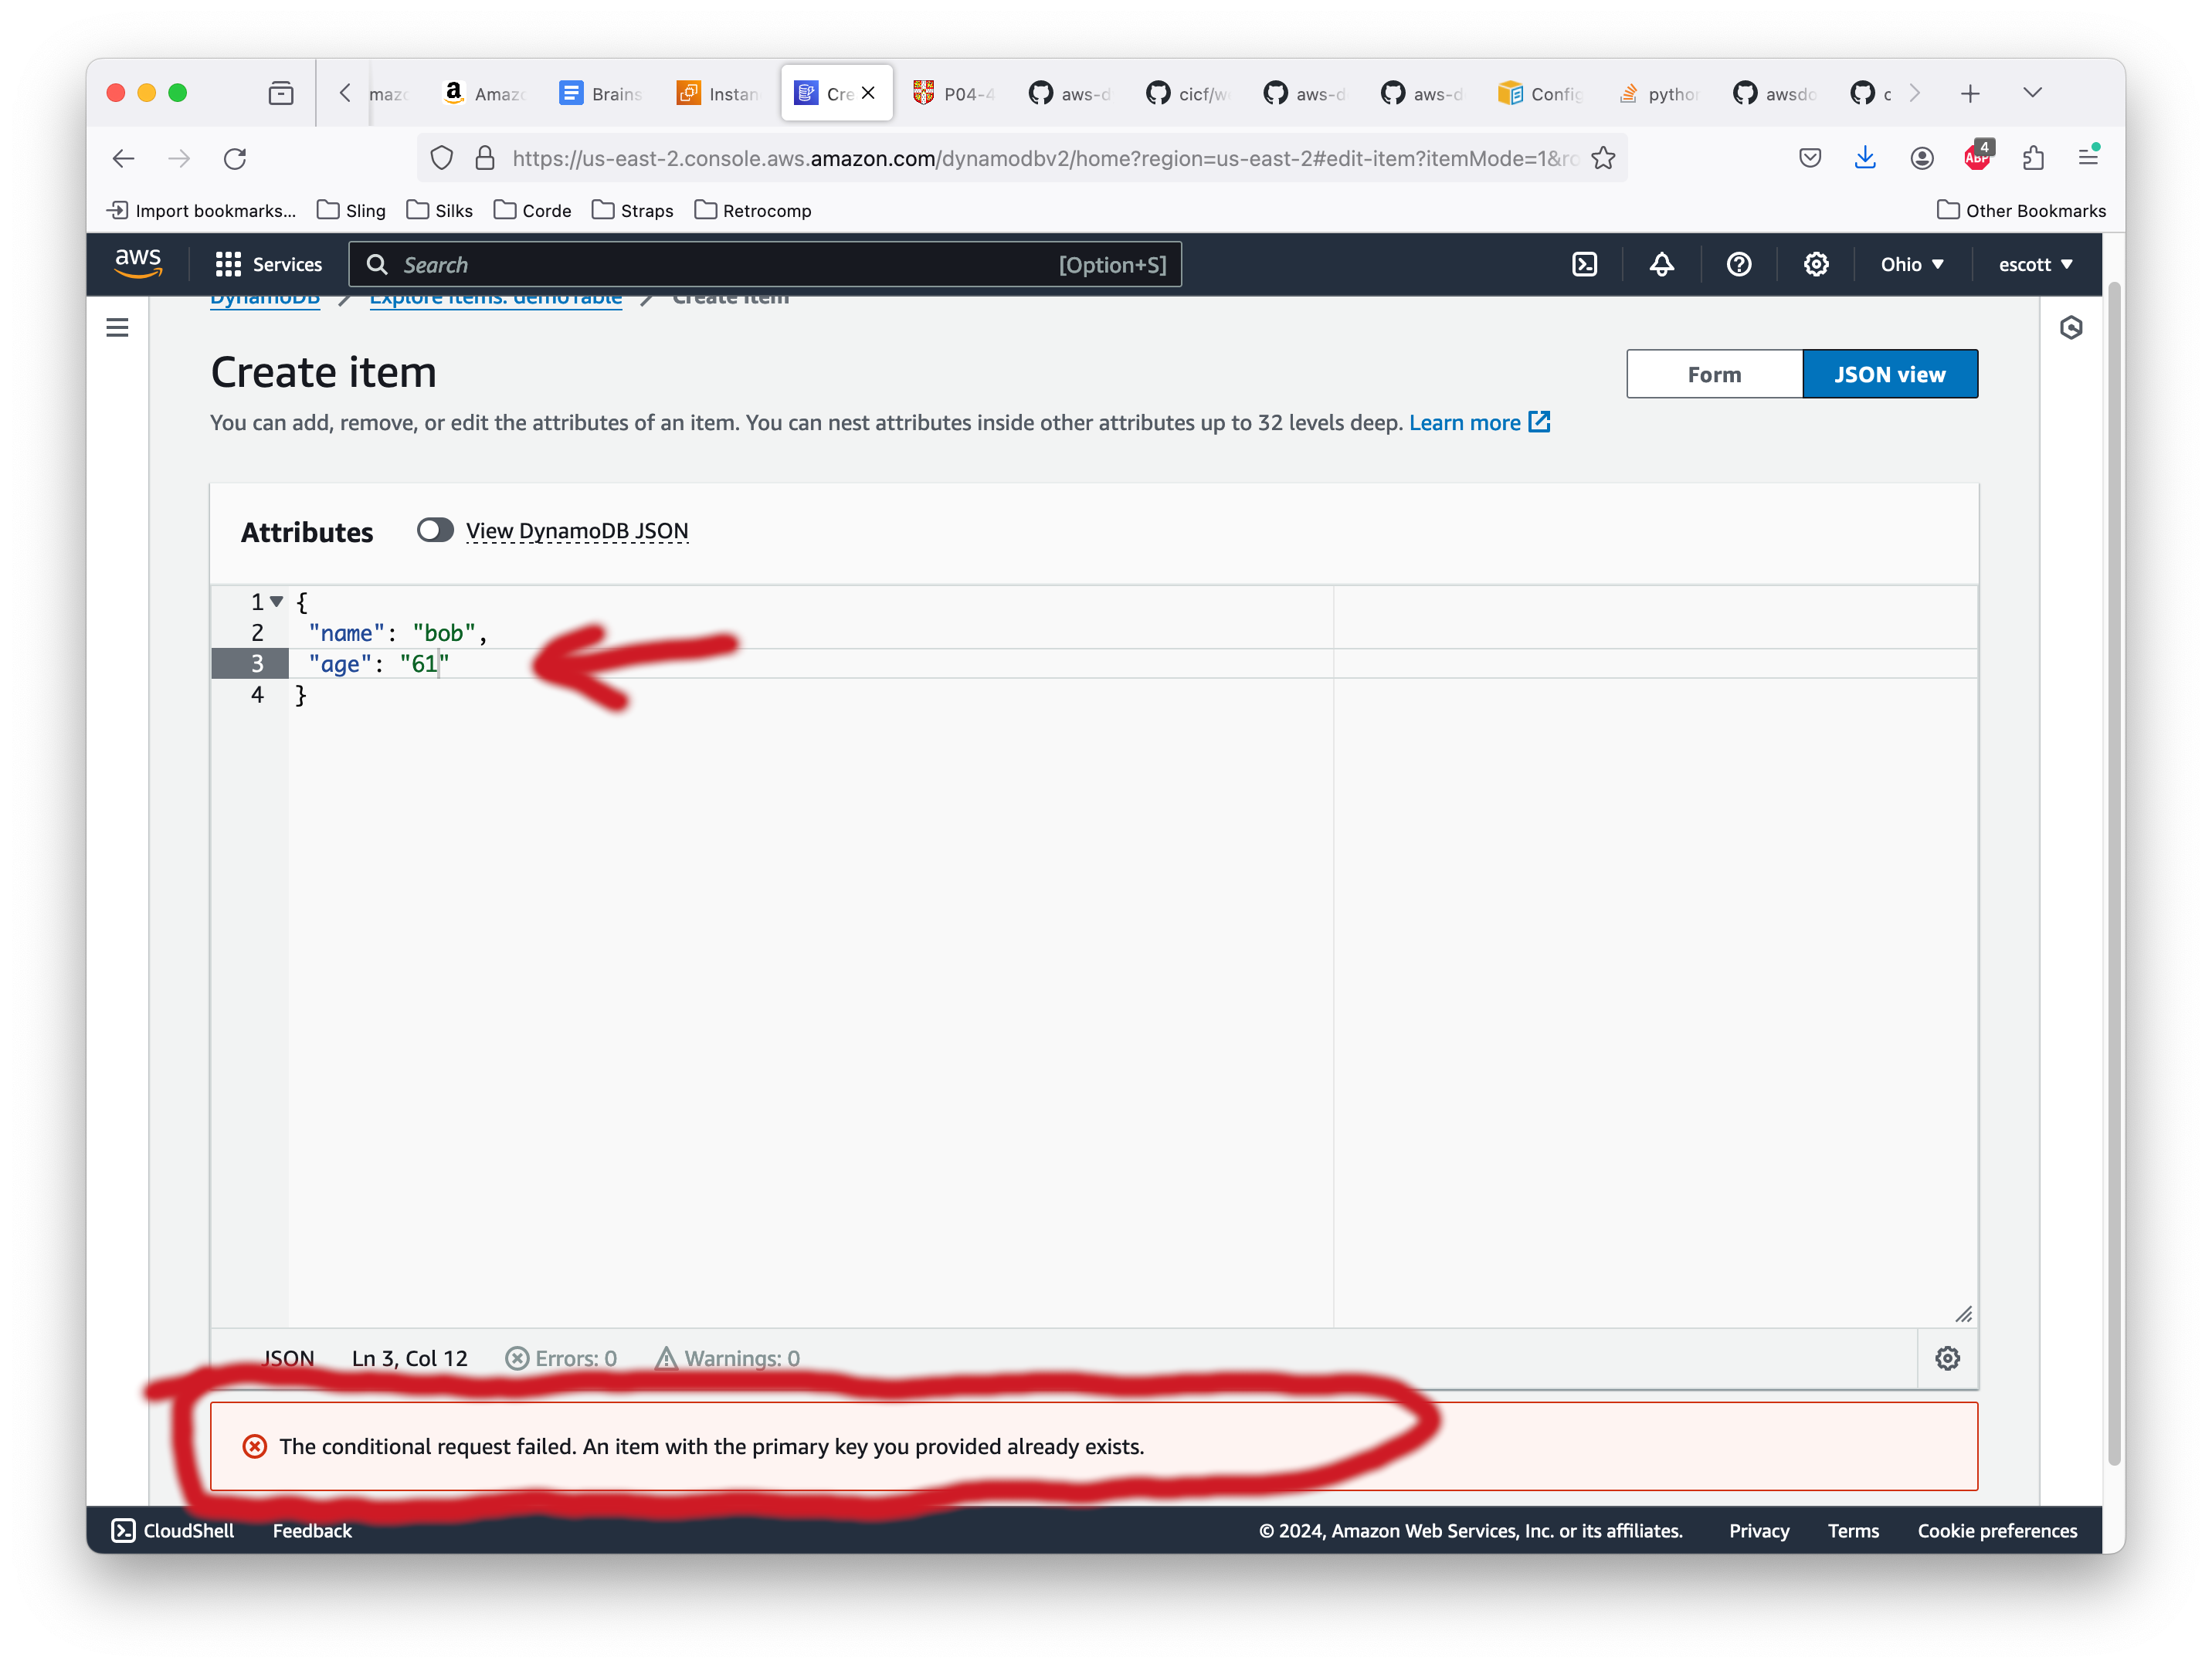 Amaz
Brains
Instan
Cre
P04-4
aws-d
cicf/w
aws-d
aws-d
Config
python
awsdo
c
https://us-east-2.console.aws.amazon.com/dynamodbv2/home?region=us-east-2#edit-item?itemMode=1&ro
4
ABP
Import bookmarks...
Sling
Silks
Corde
Straps
Retrocomp
Other Bookmarks
aws
Services
Search
[Option+S]
Ohio
escott
DynamoDB
Explore items: demoTable
Create item
Create item
Form
JSON view
You can add, remove, or edit the attributes of an item. You can nest attributes inside other attributes up to 32 levels deep. Learn more
Attributes
View DynamoDB JSON
1 {
2 "name": "bob",
3 "age": "61"
4 }
JSON
Ln 3, Col 12
Errors: 0
Warnings: 0
The conditional request failed. An item with the primary key you provided already exists.
CloudShell
Feedback
© 2024, Amazon Web Services, Inc. or its affiliates.
Privacy
Terms
Cookie preferences